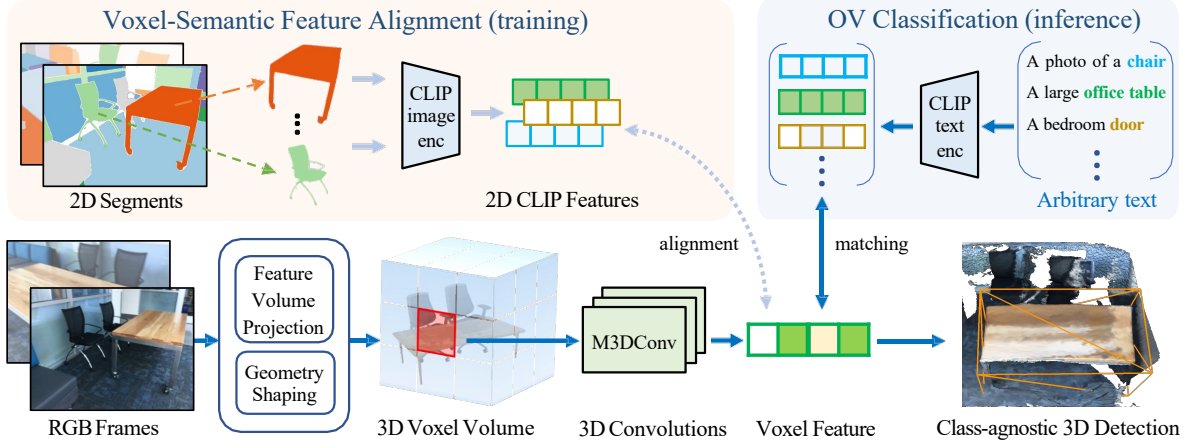 Voxel-Semantic Feature Alignment (training)
CLIP
image
enc
2D Segments
2D CLIP Features
OV Classification (inference)
CLIP
text
enc
A photo of a chair
A large office table
A bedroom door
Arbitrary text
alignment
matching
Feature
Volume
Projection
Geometry
Shaping
M3DConv
RGB Frames
3D Voxel Volume
3D Convolutions
Voxel Feature
Class-agnostic 3D Detection